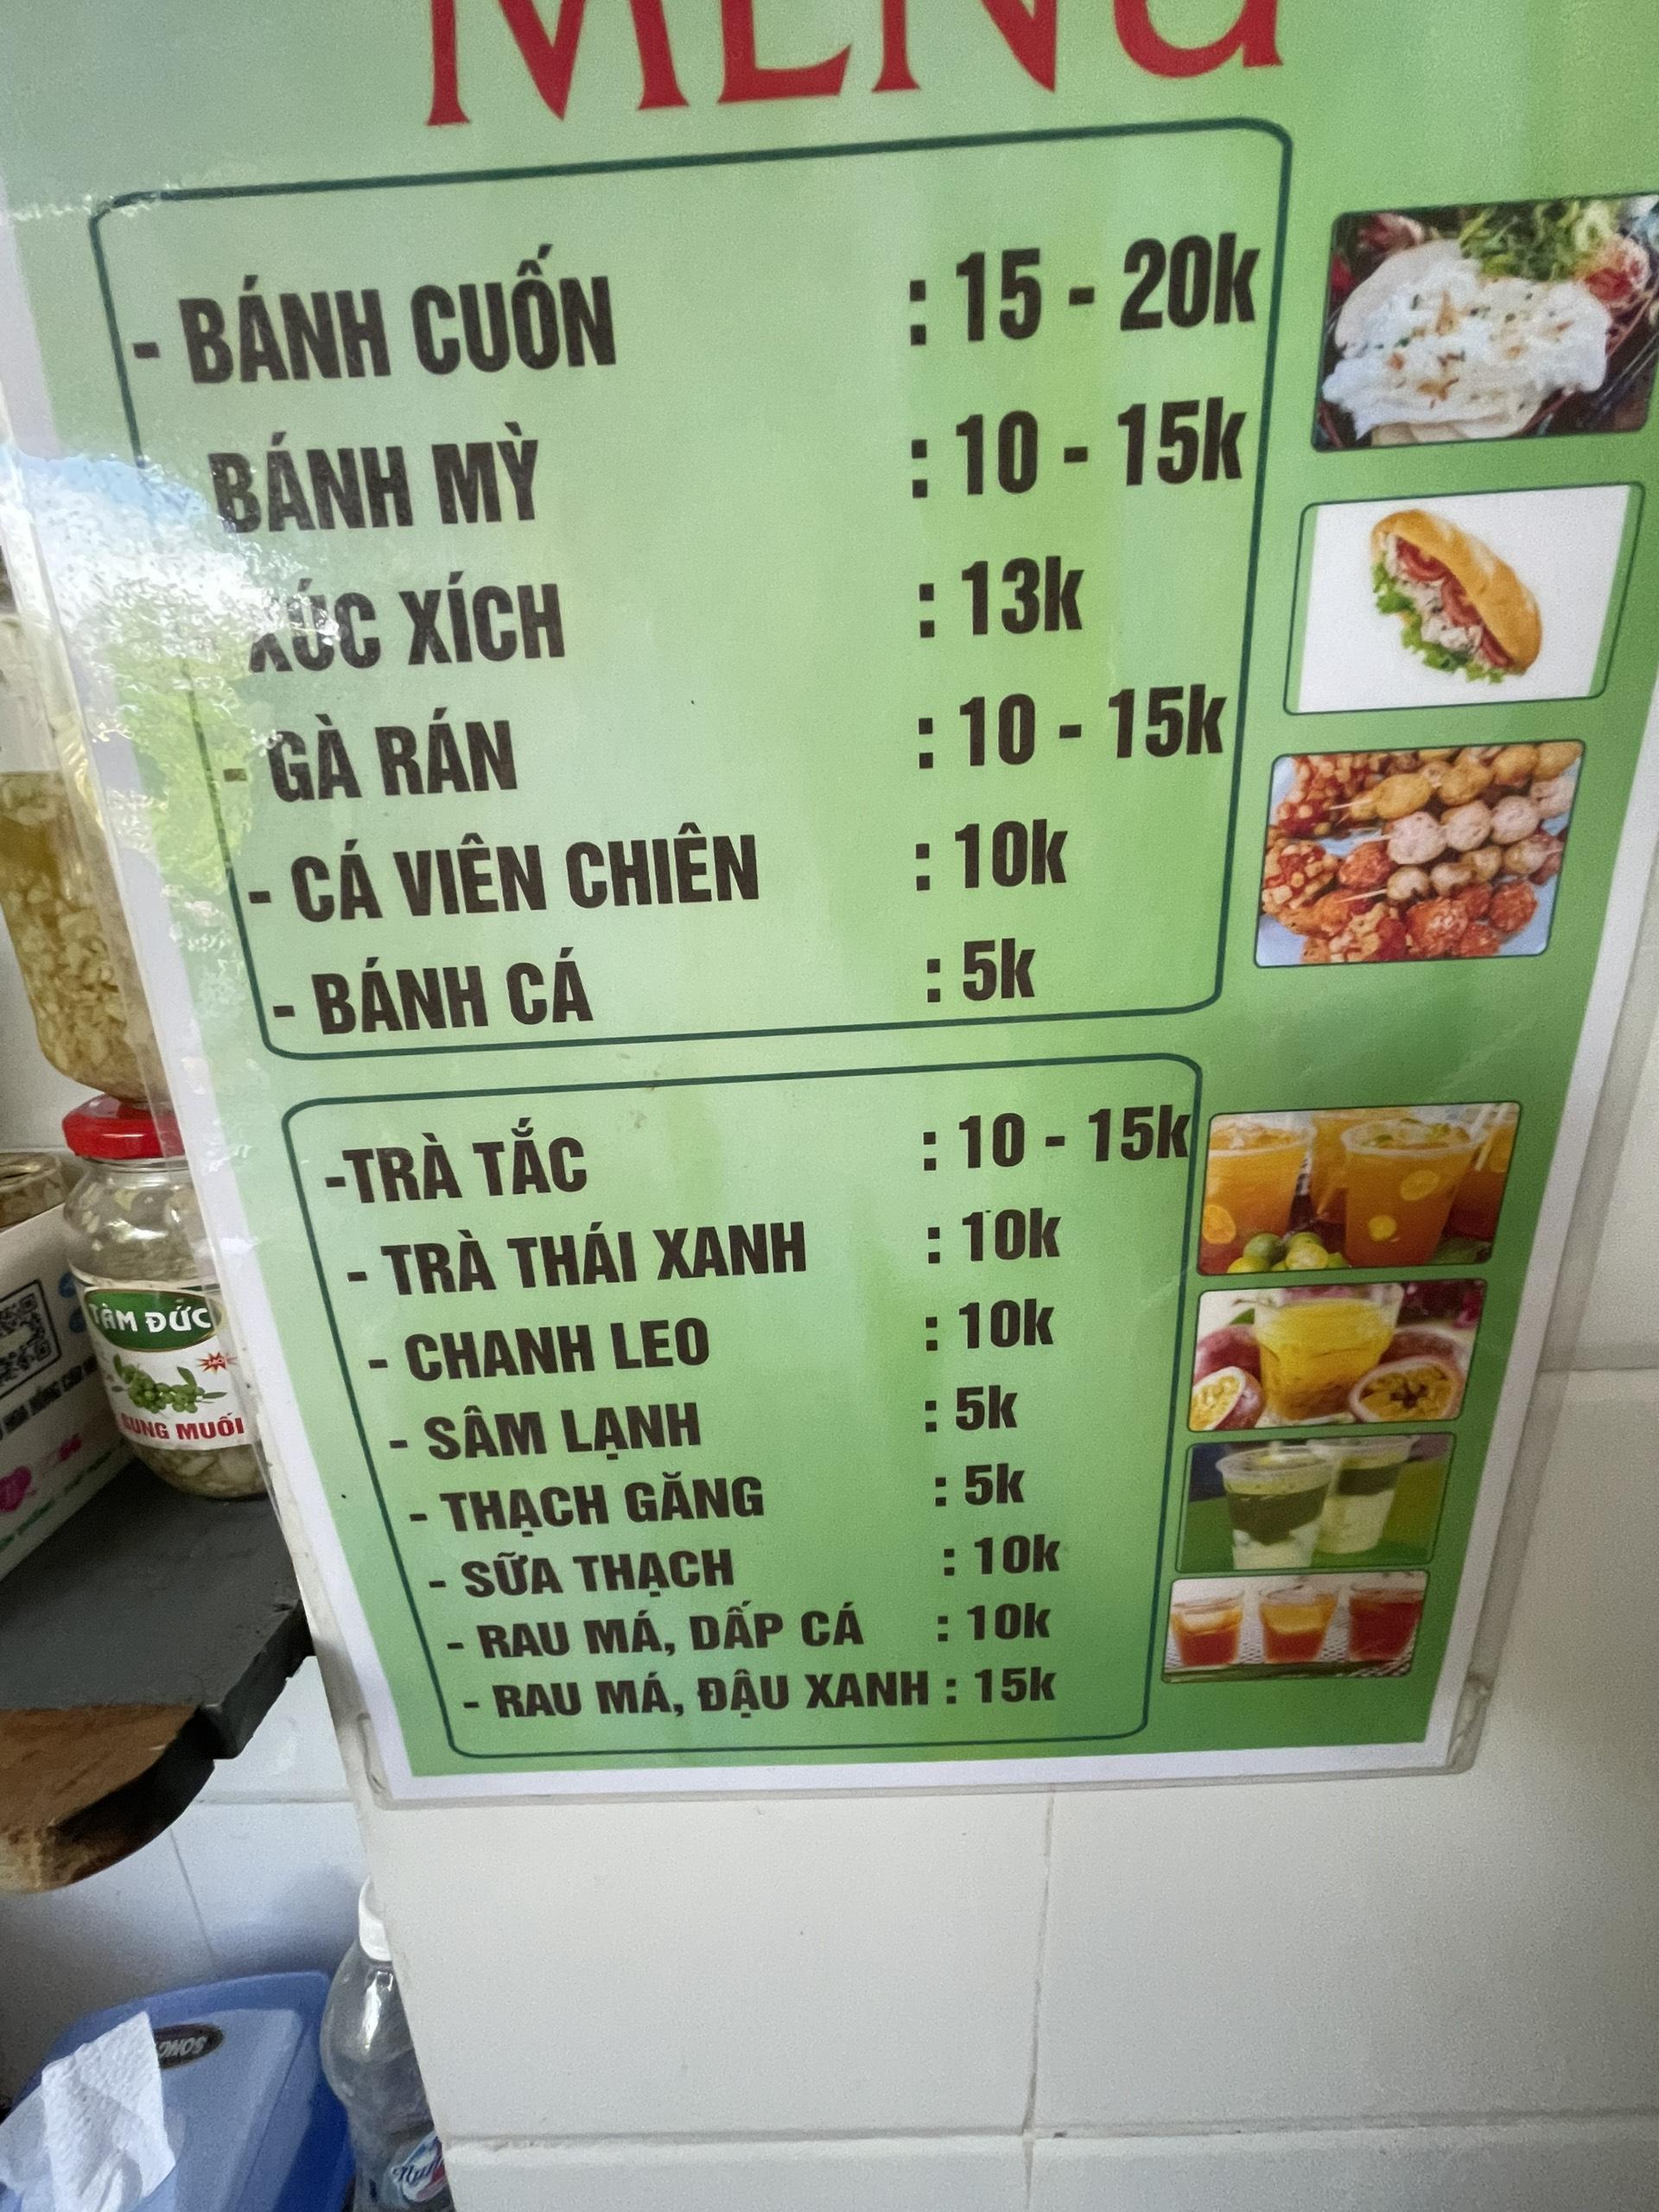 MENU
- BÁNH CUỐN : 15 - 20k
BÁNH MỲ : 10 - 15k
XÚC XÍCH : 13k
- GÀ RÁN : 10 - 15k
- CÁ VIÊN CHIÊN : 10k
- BÁNH CÁ : 5k
-TRÀ TẮC : 10 - 15k
- TRÀ THÁI XANH : 10k
- CHANH LEO : 10k
- SÂM LẠNH : 5k
- THẠCH GĂNG : 5k
- SỮA THẠCH : 10k
- RAU MÁ, DẤP CÁ : 10k
- RAU MÁ, ĐẬU XANH : 15k
TÂM ĐỨC
SUNG MUỐI